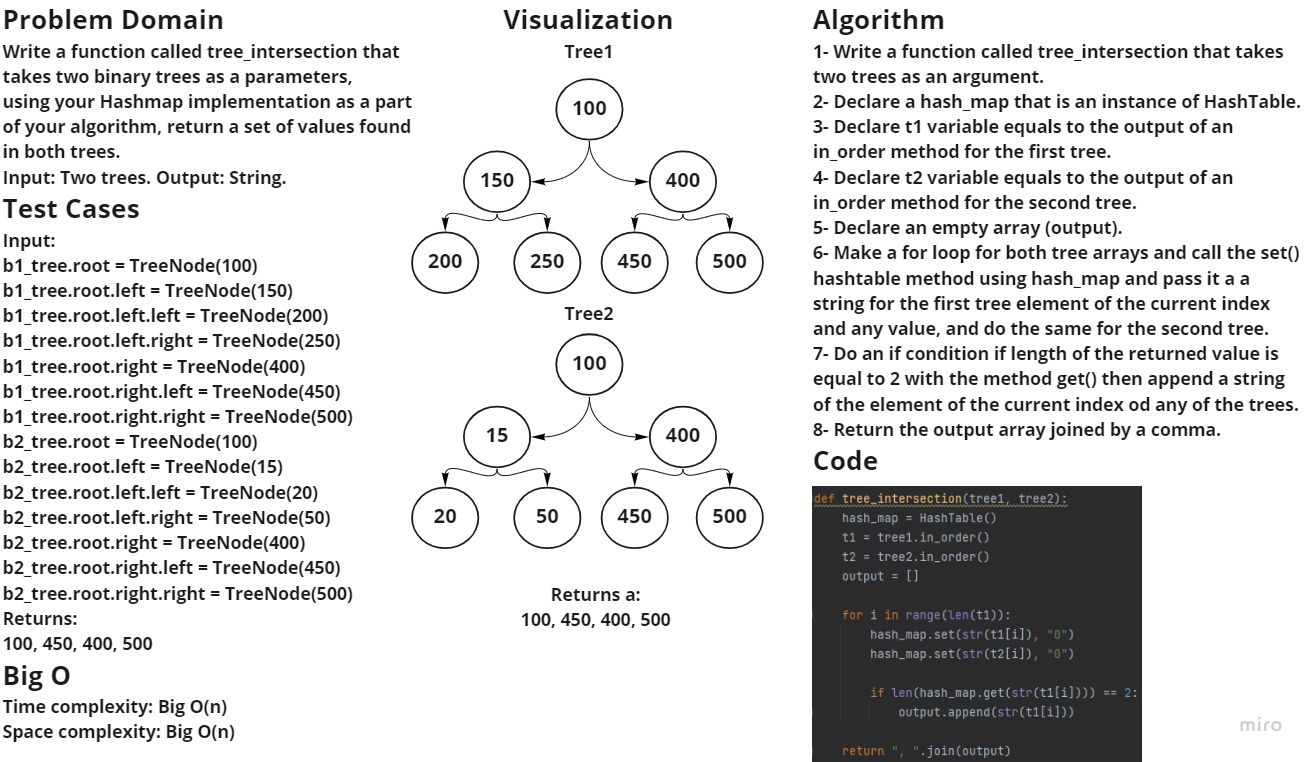 Problem Domain
Write a function called tree_intersection that
takes two binary trees as a parameters,
using your Hashmap implementation as a part
of your algorithm, return a set of values found
in both trees.
Input: Two trees. Output: String.
Test Cases
Input:
b1_tree.root = TreeNode(100)
b1_tree.root.left = TreeNode(150)
b1_tree.root.left.left = TreeNode(200)
b1_tree.root.left.right = TreeNode(250)
b1_tree.root.right = TreeNode(400)
b1_tree.root.right.left = TreeNode(450)
b1_tree.root.right.right = TreeNode(500)
b2_tree.root = TreeNode(100)
b2_tree.root.left = TreeNode(15)
b2_tree.root.left.left = TreeNode(20)
b2_tree.root.left.right = TreeNode(50)
b2_tree.root.right = TreeNode(400)
b2_tree.root.right.left = TreeNode(450)
b2_tree.root.right.right = TreeNode(500)
Returns:
100, 450, 400, 500
Big O
Time complexity: Big O(n)
Space complexity: Big O(n)
Visualization
Tree1
100
150 400
200 250 450 500
Tree2
100
15 400
20 50 450 500
Returns a:
100, 450, 400, 500
Algorithm
1- Write a function called tree_intersection that takes
two trees as an argument.
2- Declare a hash_map that is an instance of HashTable.
3- Declare t1 variable equals to the output of an
in_order method for the first tree.
4- Declare t2 variable equals to the output of an
in_order method for the second tree.
5- Declare an empty array (output).
6- Make a for loop for both tree arrays and call the set()
hashtable method using hash_map and pass it a a
string for the first tree element of the current index
and any value, and do the same for the second tree.
7- Do an if condition if length of the returned value is
equal to 2 with the method get() then append a string
of the element of the current index od any of the trees.
8- Return the output array joined by a comma.
Code
def tree_intersection(tree1, tree2):
    hash_map = HashTable()
    t1 = tree1.in_order()
    t2 = tree2.in_order()
    output = []
    for i in range(len(t1)):
        hash_map.set(str(t1[i]), "0")
        hash_map.set(str(t2[i]), "0")
        if len(hash_map.get(str(t1[i]))) == 2:
            output.append(str(t1[i]))
    return ", ".join(output)
miro